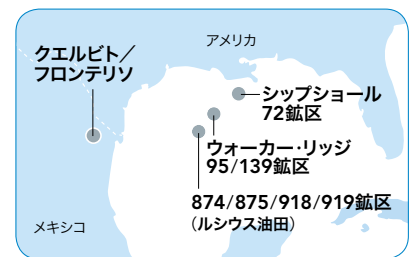 アメリカ
クエルビト／
フロンテリソ
シップショール
72鉱区
ウォーカー・リッジ
95/139鉱区
874/875/918/919鉱区
（ルシウス油田）
メキシコ